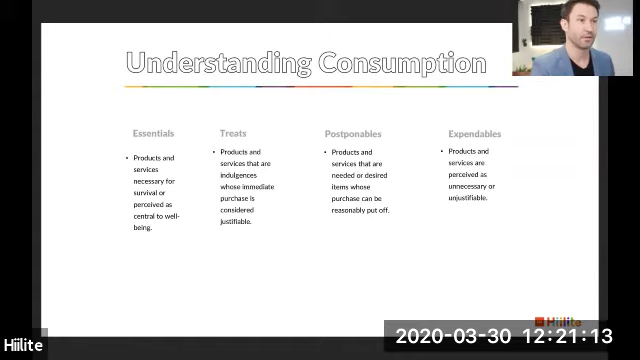 Understanding Consumption
Essentials
• Products and
services
necessary for
survival or
perceived as
central to well-
being.
Treats
• Products and
services that are
indulgences
whose immediate
purchase is
considered
justifiable.
Postponables
• Products and
services that are
needed or desired
items whose
purchase can be
reasonably put off.
Expendables
• Products and
services are
perceived as
unnecessary or
unjustifiable.
Hiilite
2020-03-30 12:21:13
Hiilite